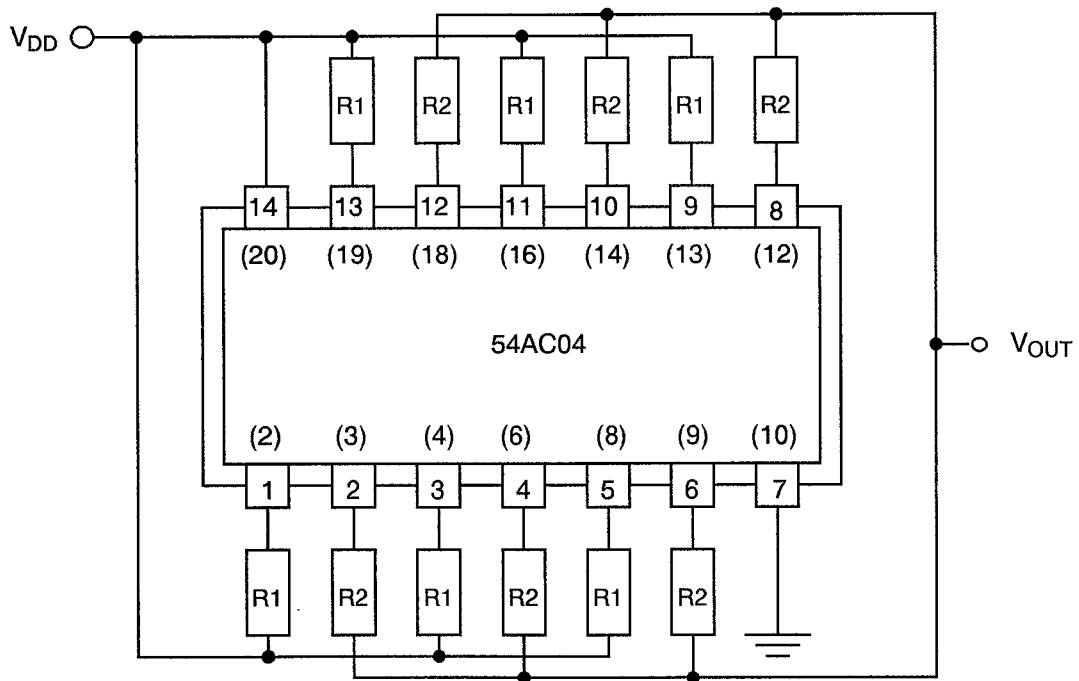 V_DD
R1 R2 R1 R2 R1 R2
14 13 12 11 10 9 8
(20) (19) (18) (16) (14) (13) (12)
54AC04
V_OUT
(2) (3) (4) (6) (8) (9) (10)
1 2 3 4 5 6 7
R1 R2 R1 R2 R1 R2